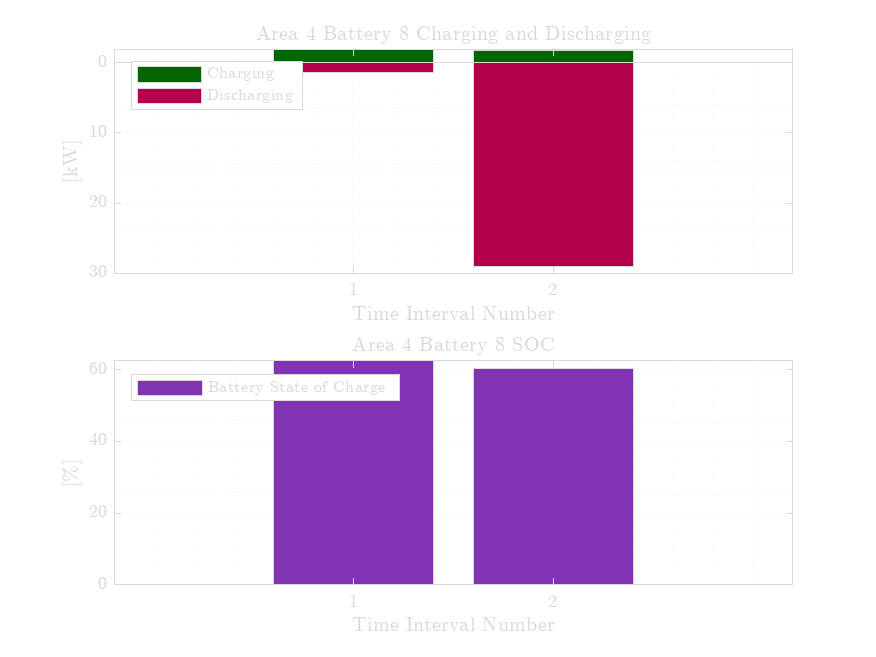 Area 4 Battery 8 Charging and Discharging
0
Charging
Discharging
10
[kW]
20
30
1 2
Time Interval Number
Area 4 Battery 8 SOC
60
Battery State of Charge
40
[%]
20
0
1 2
Time Interval Number